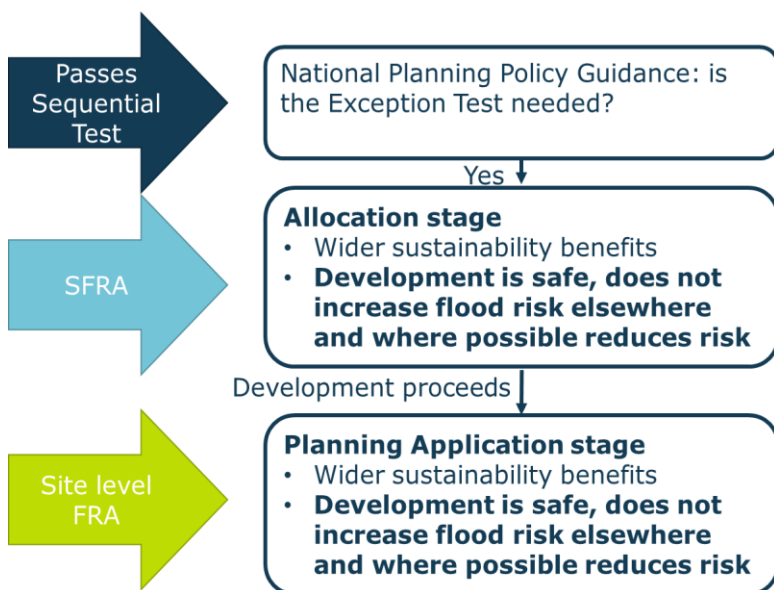 Passes
Sequential
Test
National Planning Policy Guidance: is
the Exception Test needed?
Yes
SFRA
Allocation stage
• Wider sustainability benefits
• Development is safe, does not
increase flood risk elsewhere
and where possible reduces risk
Development proceeds
Site level
FRA
Planning Application stage
• Wider sustainability benefits
• Development is safe, does not
increase flood risk elsewhere
and where possible reduces risk